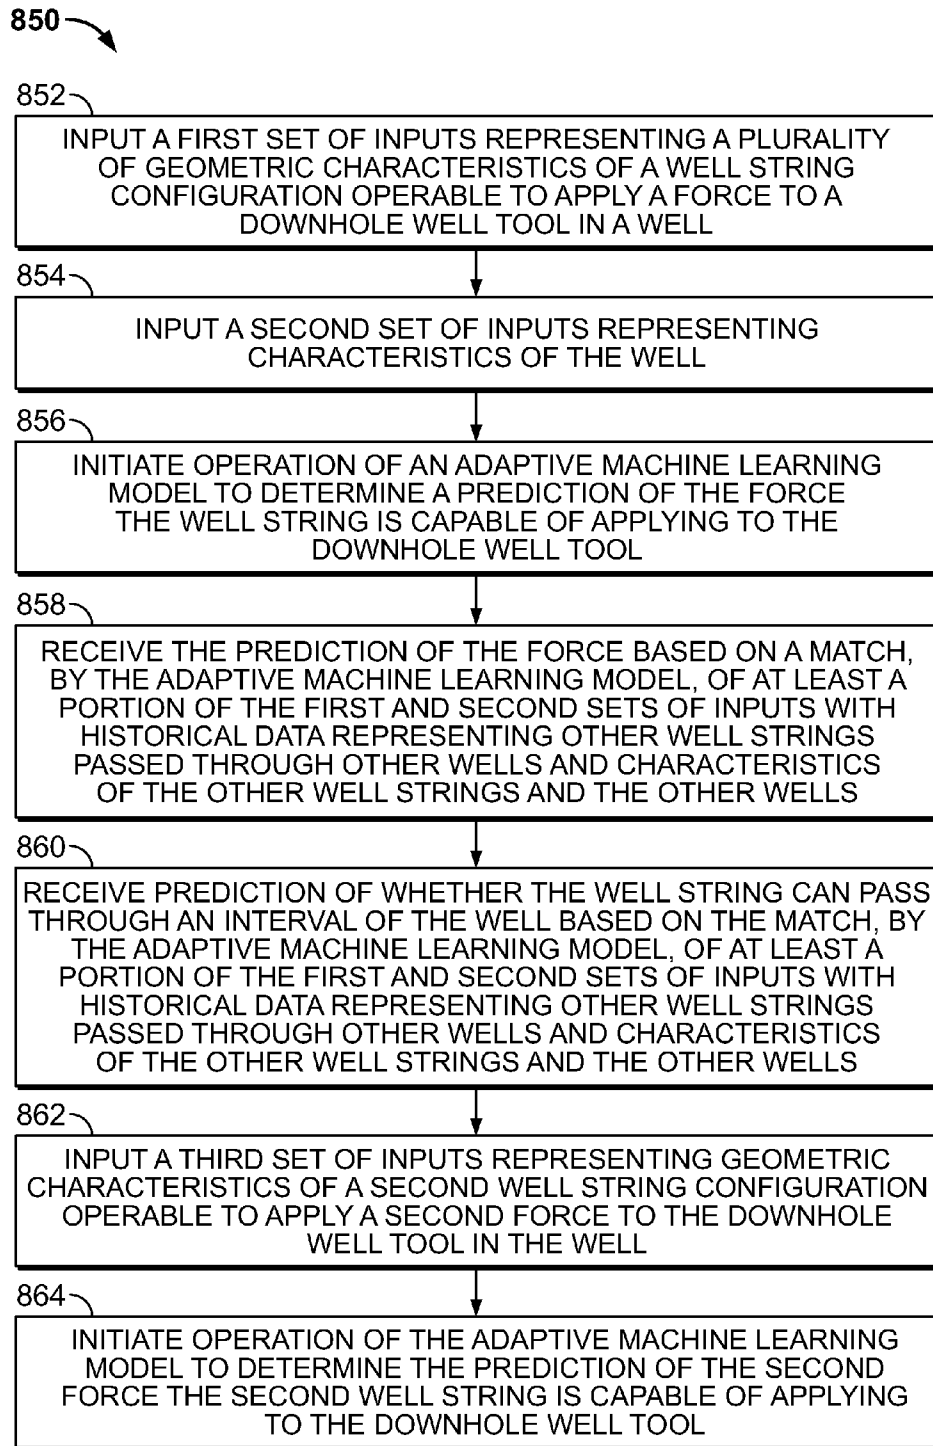 850
852
INPUT A FIRST SET OF INPUTS REPRESENTING A PLURALITY
OF GEOMETRIC CHARACTERISTICS OF A WELL STRING
CONFIGURATION OPERABLE TO APPLY A FORCE TO A
DOWNHOLE WELL TOOL IN A WELL
854
INPUT A SECOND SET OF INPUTS REPRESENTING
CHARACTERISTICS OF THE WELL
856
INITIATE OPERATION OF AN ADAPTIVE MACHINE LEARNING
MODEL TO DETERMINE A PREDICTION OF THE FORCE
THE WELL STRING IS CAPABLE OF APPLYING TO THE
DOWNHOLE WELL TOOL
858
RECEIVE THE PREDICTION OF THE FORCE BASED ON A MATCH,
BY THE ADAPTIVE MACHINE LEARNING MODEL, OF AT LEAST A
PORTION OF THE FIRST AND SECOND SETS OF INPUTS WITH
HISTORICAL DATA REPRESENTING OTHER WELL STRINGS
PASSED THROUGH OTHER WELLS AND CHARACTERISTICS
OF THE OTHER WELL STRINGS AND THE OTHER WELLS
860
RECEIVE PREDICTION OF WHETHER THE WELL STRING CAN PASS
THROUGH AN INTERVAL OF THE WELL BASED ON THE MATCH, BY
THE ADAPTIVE MACHINE LEARNING MODEL, OF AT LEAST A
PORTION OF THE FIRST AND SECOND SETS OF INPUTS WITH
HISTORICAL DATA REPRESENTING OTHER WELL STRINGS
PASSED THROUGH OTHER WELLS AND CHARACTERISTICS
OF THE OTHER WELL STRINGS AND THE OTHER WELLS
862
INPUT A THIRD SET OF INPUTS REPRESENTING GEOMETRIC
CHARACTERISTICS OF A SECOND WELL STRING CONFIGURATION
OPERABLE TO APPLY A SECOND FORCE TO THE DOWNHOLE
WELL TOOL IN THE WELL
864
INITIATE OPERATION OF THE ADAPTIVE MACHINE LEARNING
MODEL TO DETERMINE THE PREDICTION OF THE SECOND
FORCE THE SECOND WELL STRING IS CAPABLE OF APPLYING
TO THE DOWNHOLE WELL TOOL